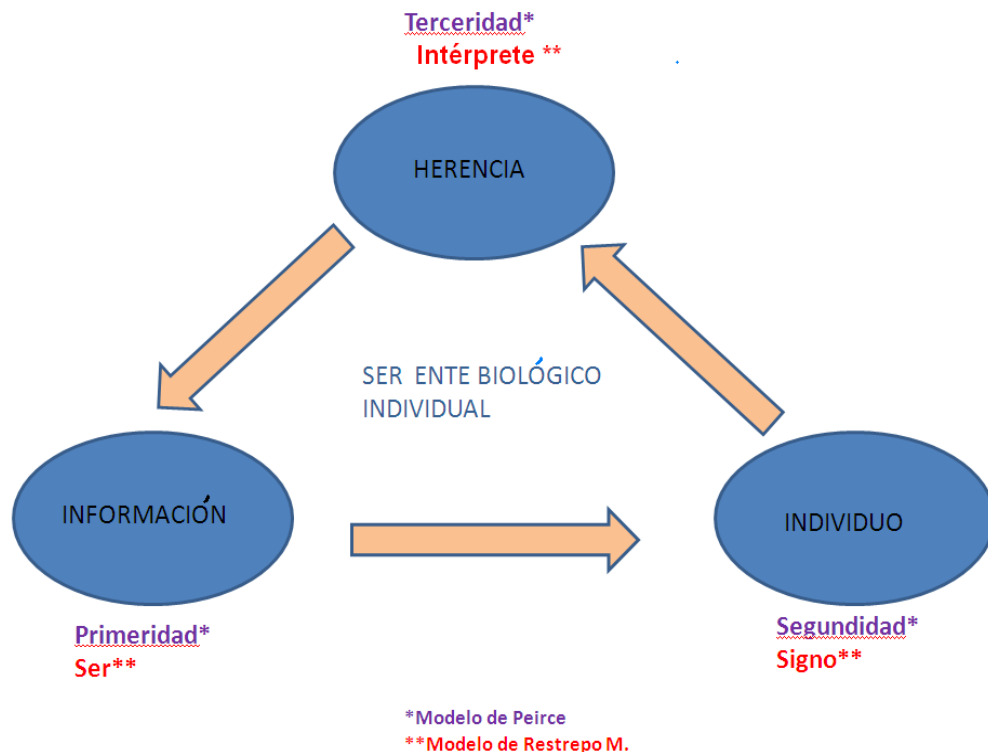 Terceridad*
Intérprete **
HERENCIA
SER ENTE BIOLÓGICO
INDIVIDUAL
INFORMACIÓN
INDIVIDUO
Primeridad*
Ser**
Segundidad*
Signo**
*Modelo de Peirce
**Modelo de Restrepo M.